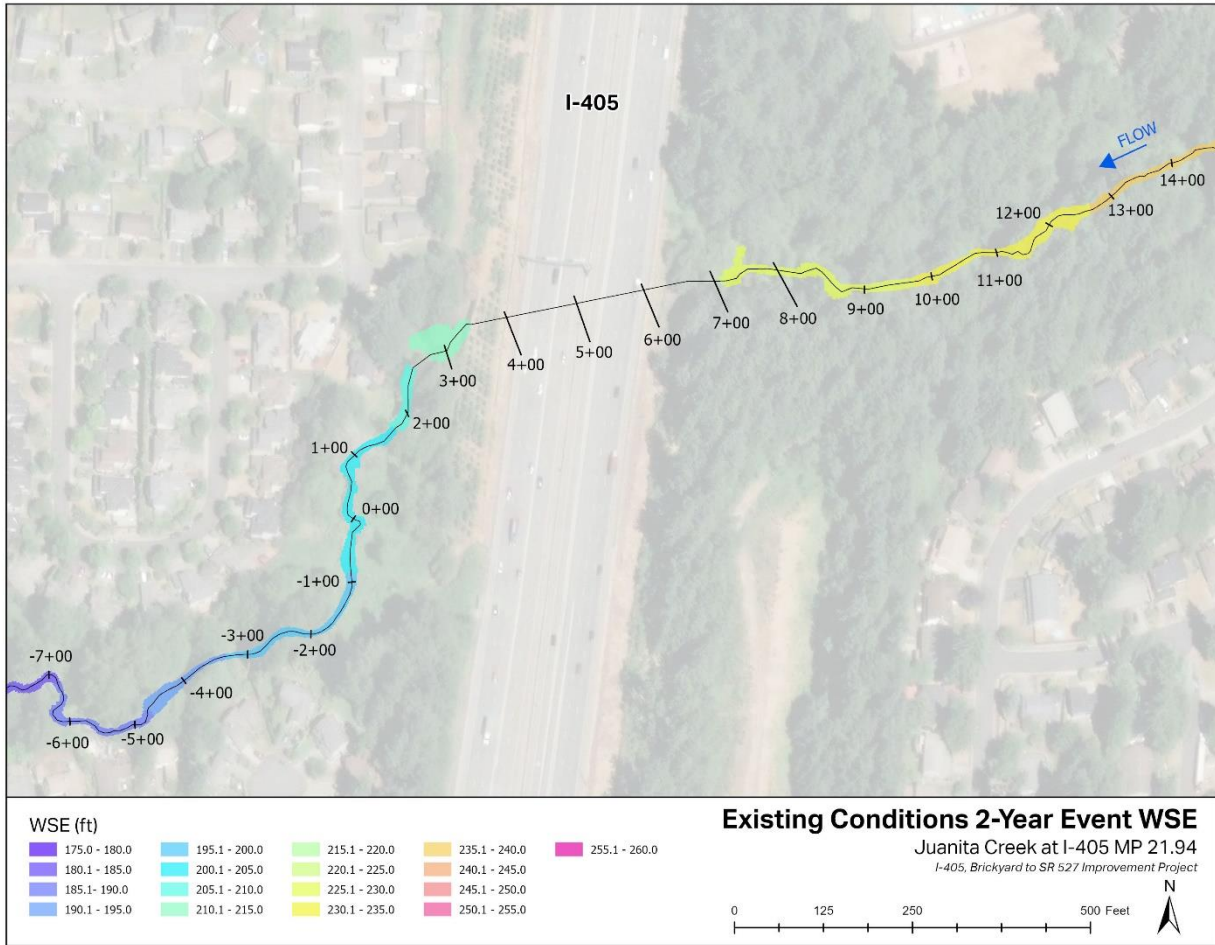 I-405
FLOW
14+00
13+00
12+00
11+00
10+00
9+00
8+00
7+00
6+00
5+00
4+00
3+00
2+00
1+00
0+00
-1+00
-2+00
-3+00
-4+00
-5+00
-6+00
-7+00
WSE (ft)
175.0 - 180.0
180.1 - 185.0
185.1- 190.0
190.1 - 195.0
195.1 - 200.0
200.1 - 205.0
205.1 - 210.0
210.1 - 215.0
215.1 - 220.0
220.1 - 225.0
225.1 - 230.0
230.1 - 235.0
235.1 - 240.0
240.1 - 245.0
245.1 - 250.0
250.1 - 255.0
255.1 - 260.0
Existing Conditions 2-Year Event WSE
Juanita Creek at I-405 MP 21.94
I-405, Brickyard to SR 527 Improvement Project
N
0 125 250 500 Feet